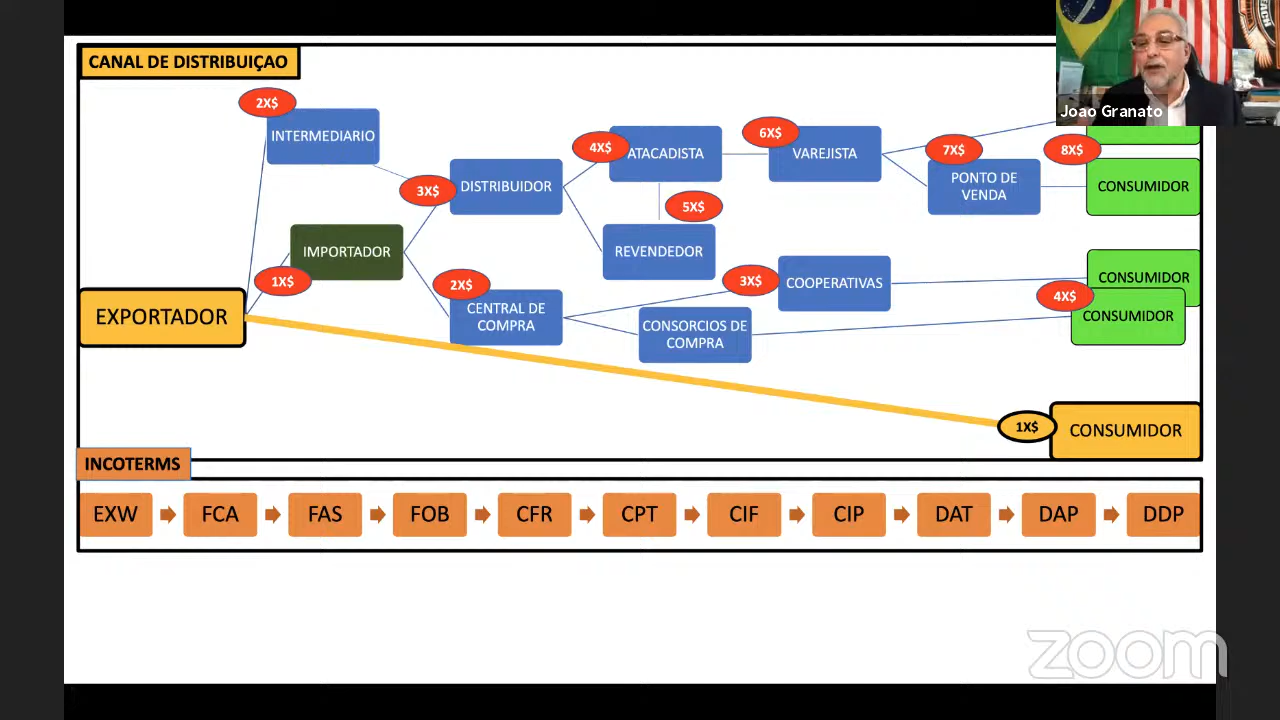 CANAL DE DISTRIBUIÇAO
Joao Granato
2X$
INTERMEDIARIO
4X$
ATACADISTA
6X$
VAREJISTA
7X$
PONTO DE
VENDA
8X$
CONSUMIDOR
3X$
DISTRIBUIDOR
5X$
REVENDEDOR
IMPORTADOR
1X$
2X$
CENTRAL DE
COMPRA
3X$
COOPERATIVAS
CONSUMIDOR
CONSORCIOS DE
COMPRA
4X$
CONSUMIDOR
EXPORTADOR
1X$
CONSUMIDOR
INCOTERMS
EXW
FCA
FAS
FOB
CFR
CPT
CIF
CIP
DAT
DAP
DDP
zoom